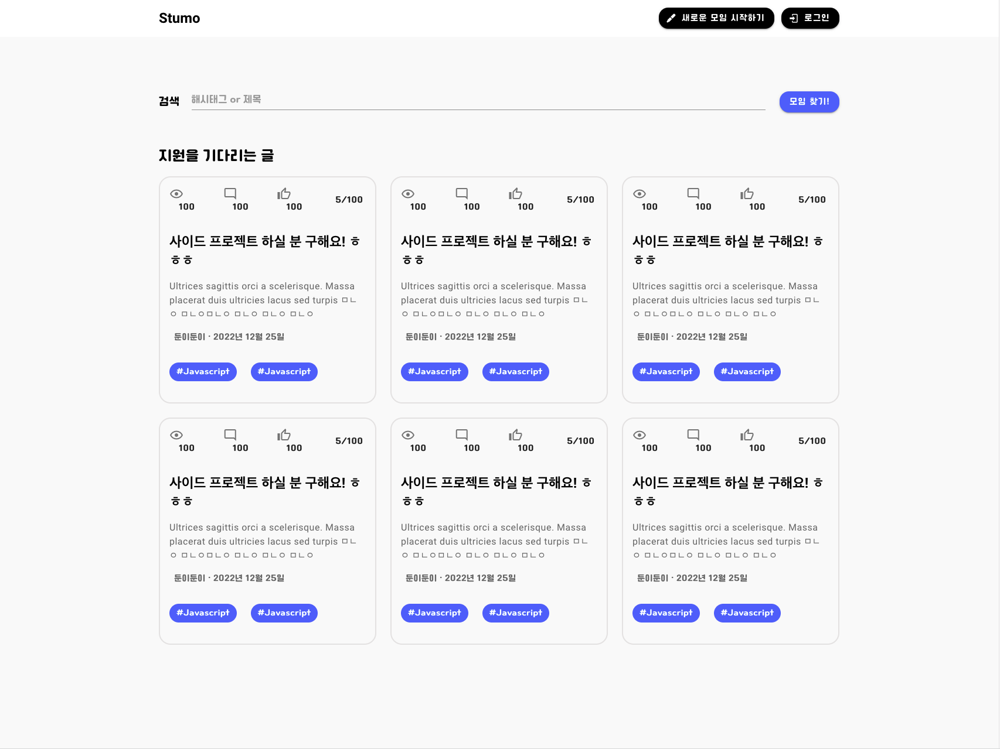 Stumo
새로운 모임 시작하기
로그인
검색
해시태그 or 제목
모임 찾기!
지원을 기다리는 글
100
100
100
5/100
사이드 프로젝트 하실 분 구해요! ㅎ
ㅎㅎ
Ultrices sagittis orci a scelerisque. Massa
placerat duis ultricies lacus sed turpis ㅁㄴ
ㅇ ㅁㄴㅇㅁㄴㅇ ㅁㄴㅇ ㅁㄴㅇ ㅁㄴㅇ
둔이둔이 · 2022년 12월 25일
#Javascript
#Javascript
100
100
100
5/100
사이드 프로젝트 하실 분 구해요! ㅎ
ㅎㅎ
Ultrices sagittis orci a scelerisque. Massa
placerat duis ultricies lacus sed turpis ㅁㄴ
ㅇ ㅁㄴㅇㅁㄴㅇ ㅁㄴㅇ ㅁㄴㅇ ㅁㄴㅇ
둔이둔이 · 2022년 12월 25일
#Javascript
#Javascript
100
100
100
5/100
사이드 프로젝트 하실 분 구해요! ㅎ
ㅎㅎ
Ultrices sagittis orci a scelerisque. Massa
placerat duis ultricies lacus sed turpis ㅁㄴ
ㅇ ㅁㄴㅇㅁㄴㅇ ㅁㄴㅇ ㅁㄴㅇ ㅁㄴㅇ
둔이둔이 · 2022년 12월 25일
#Javascript
#Javascript
100
100
100
5/100
사이드 프로젝트 하실 분 구해요! ㅎ
ㅎㅎ
Ultrices sagittis orci a scelerisque. Massa
placerat duis ultricies lacus sed turpis ㅁㄴ
ㅇ ㅁㄴㅇㅁㄴㅇ ㅁㄴㅇ ㅁㄴㅇ ㅁㄴㅇ
둔이둔이 · 2022년 12월 25일
#Javascript
#Javascript
100
100
100
5/100
사이드 프로젝트 하실 분 구해요! ㅎ
ㅎㅎ
Ultrices sagittis orci a scelerisque. Massa
placerat duis ultricies lacus sed turpis ㅁㄴ
ㅇ ㅁㄴㅇㅁㄴㅇ ㅁㄴㅇ ㅁㄴㅇ ㅁㄴㅇ
둔이둔이 · 2022년 12월 25일
#Javascript
#Javascript
100
100
100
5/100
사이드 프로젝트 하실 분 구해요! ㅎ
ㅎㅎ
Ultrices sagittis orci a scelerisque. Massa
placerat duis ultricies lacus sed turpis ㅁㄴ
ㅇ ㅁㄴㅇㅁㄴㅇ ㅁㄴㅇ ㅁㄴㅇ ㅁㄴㅇ
둔이둔이 · 2022년 12월 25일
#Javascript
#Javascript